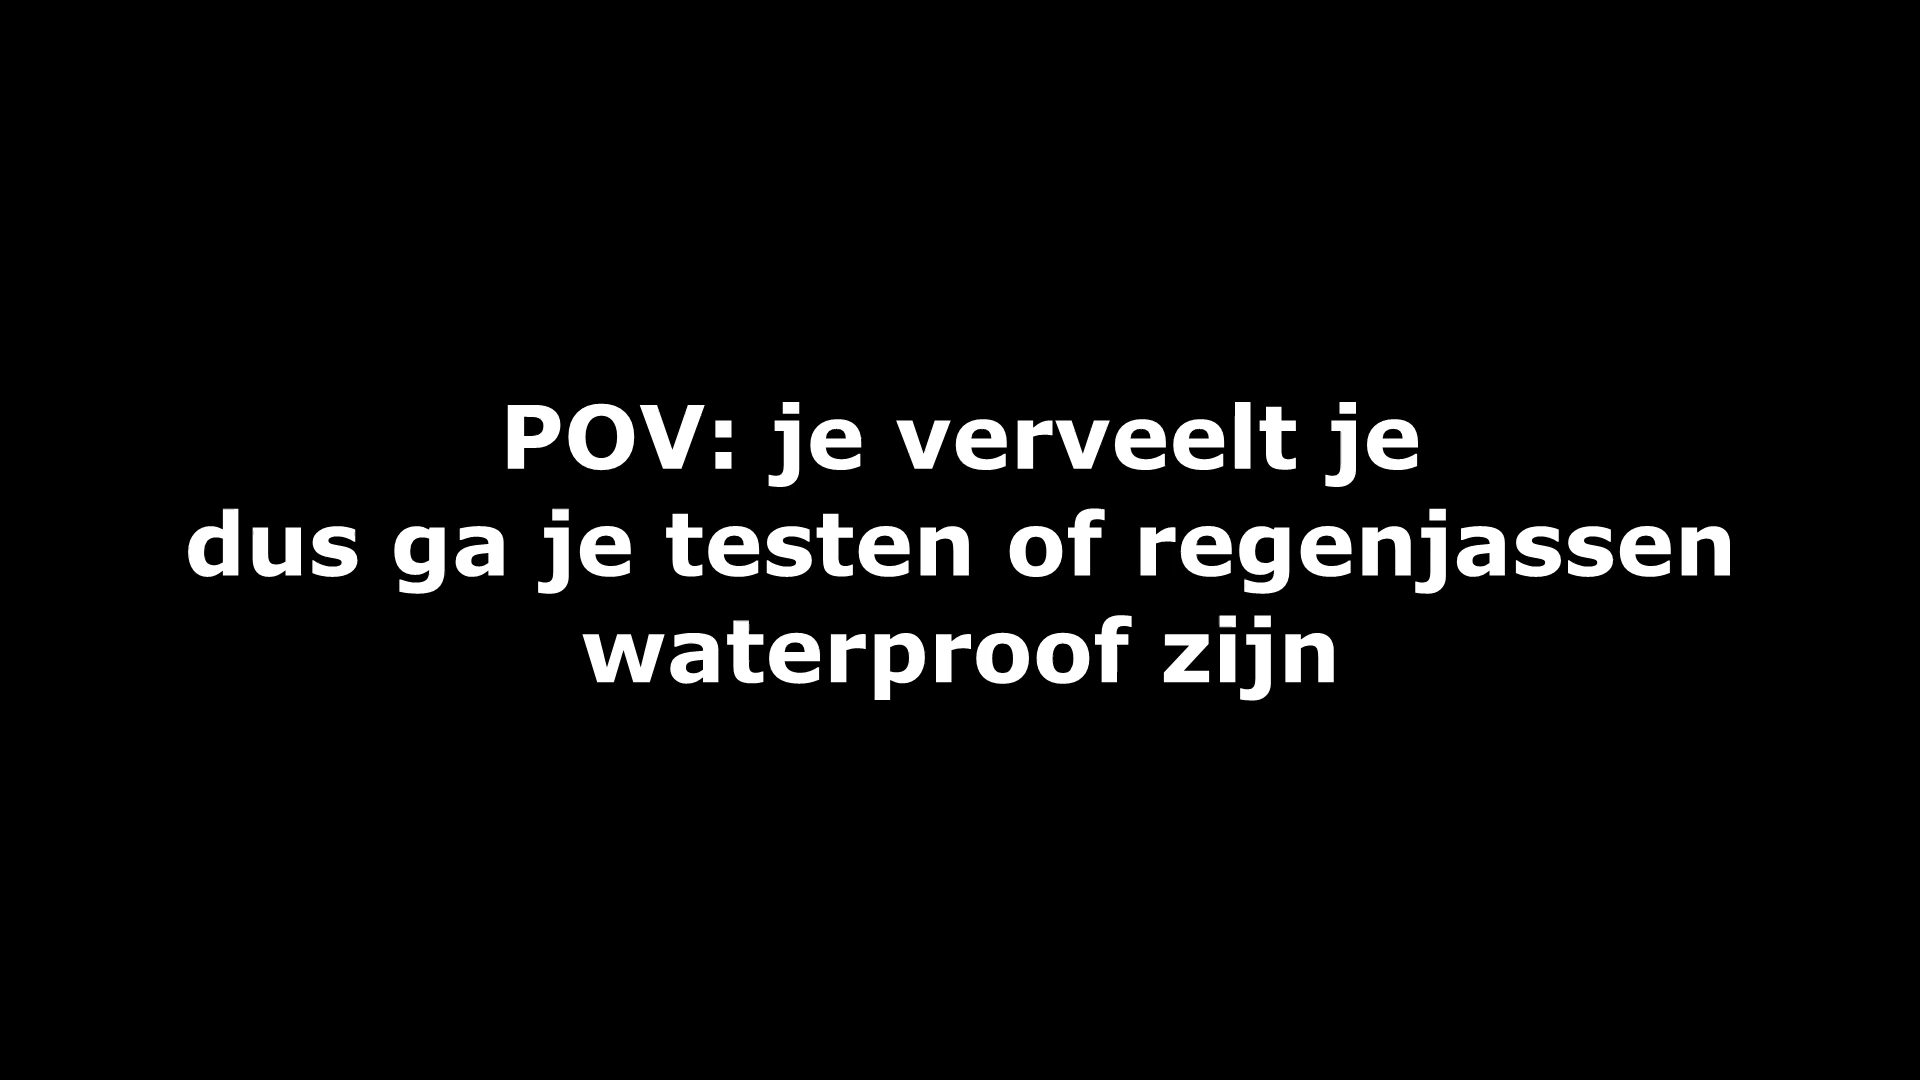 POV: je verveelt je
dus ga je testen of regenjassen
waterproof zijn